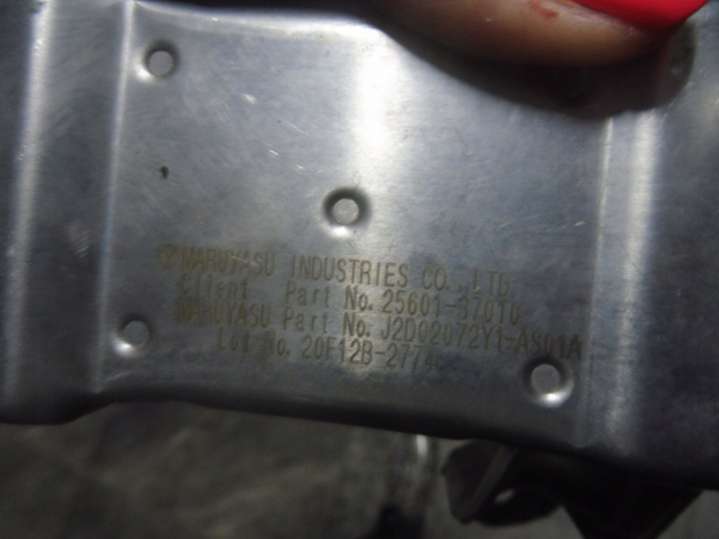 MARUYASU INDUSTRIES CO., LTD.
Client Part No. 25601-37010
MARUYASU Part No. J2D02072Y1-AS01A
Lot No. 20F12B-2774